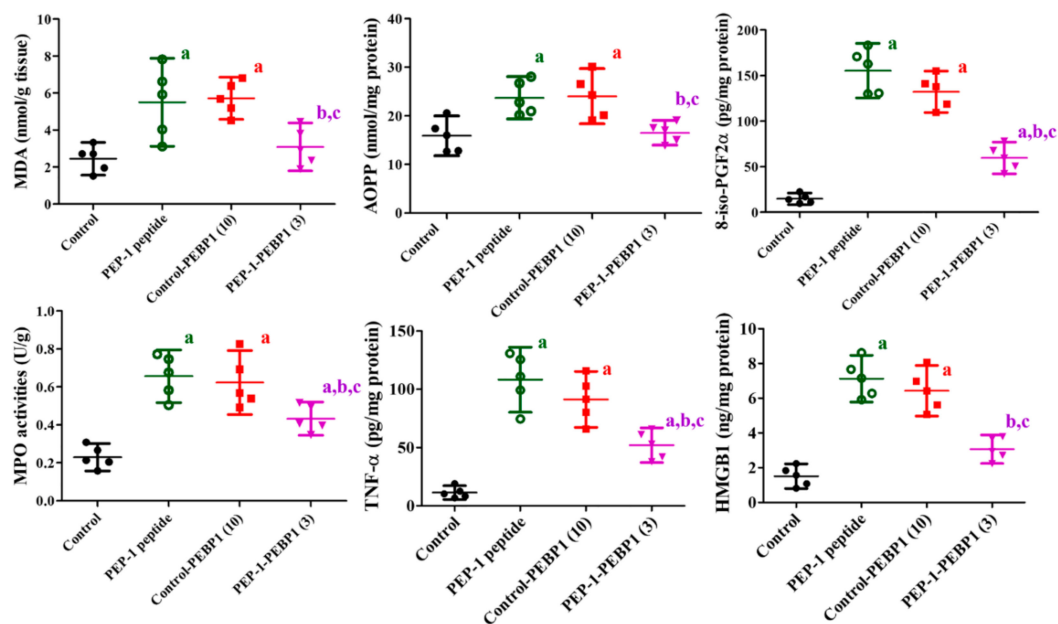 MDA (nmol/g tissue)
8
6
4
2
0
a
a
b,c
Control
PEP-1 peptide
Control-PEBP1 (10)
PEP-1-PEBP1 (3)
AOPP (nmol/mg protein)
40
30
20
10
0
a
a
b,c
Control
PEP-1 peptide
Control-PEBP1 (10)
PEP-1-PEBP1 (3)
8-iso-PGF2α (pg/mg protein)
200
150
100
50
0
a
a
a,b,c
Control
PEP-1 peptide
Control-PEBP1 (10)
PEP-1-PEBP1 (3)
MPO activities (U/g)
1.0
0.8
0.6
0.4
0.2
0.0
a
a
a,b,c
Control
PEP-1 peptide
Control-PEBP1 (10)
PEP-1-PEBP1 (3)
TNF-α (pg/mg protein)
150
100
50
0
a
a
a,b,c
Control
PEP-1 peptide
Control-PEBP1 (10)
PEP-1-PEBP1 (3)
HMGB1 (ng/mg protein)
10
8
6
4
2
0
a
a
b,c
Control
PEP-1 peptide
Control-PEBP1 (10)
PEP-1-PEBP1 (3)